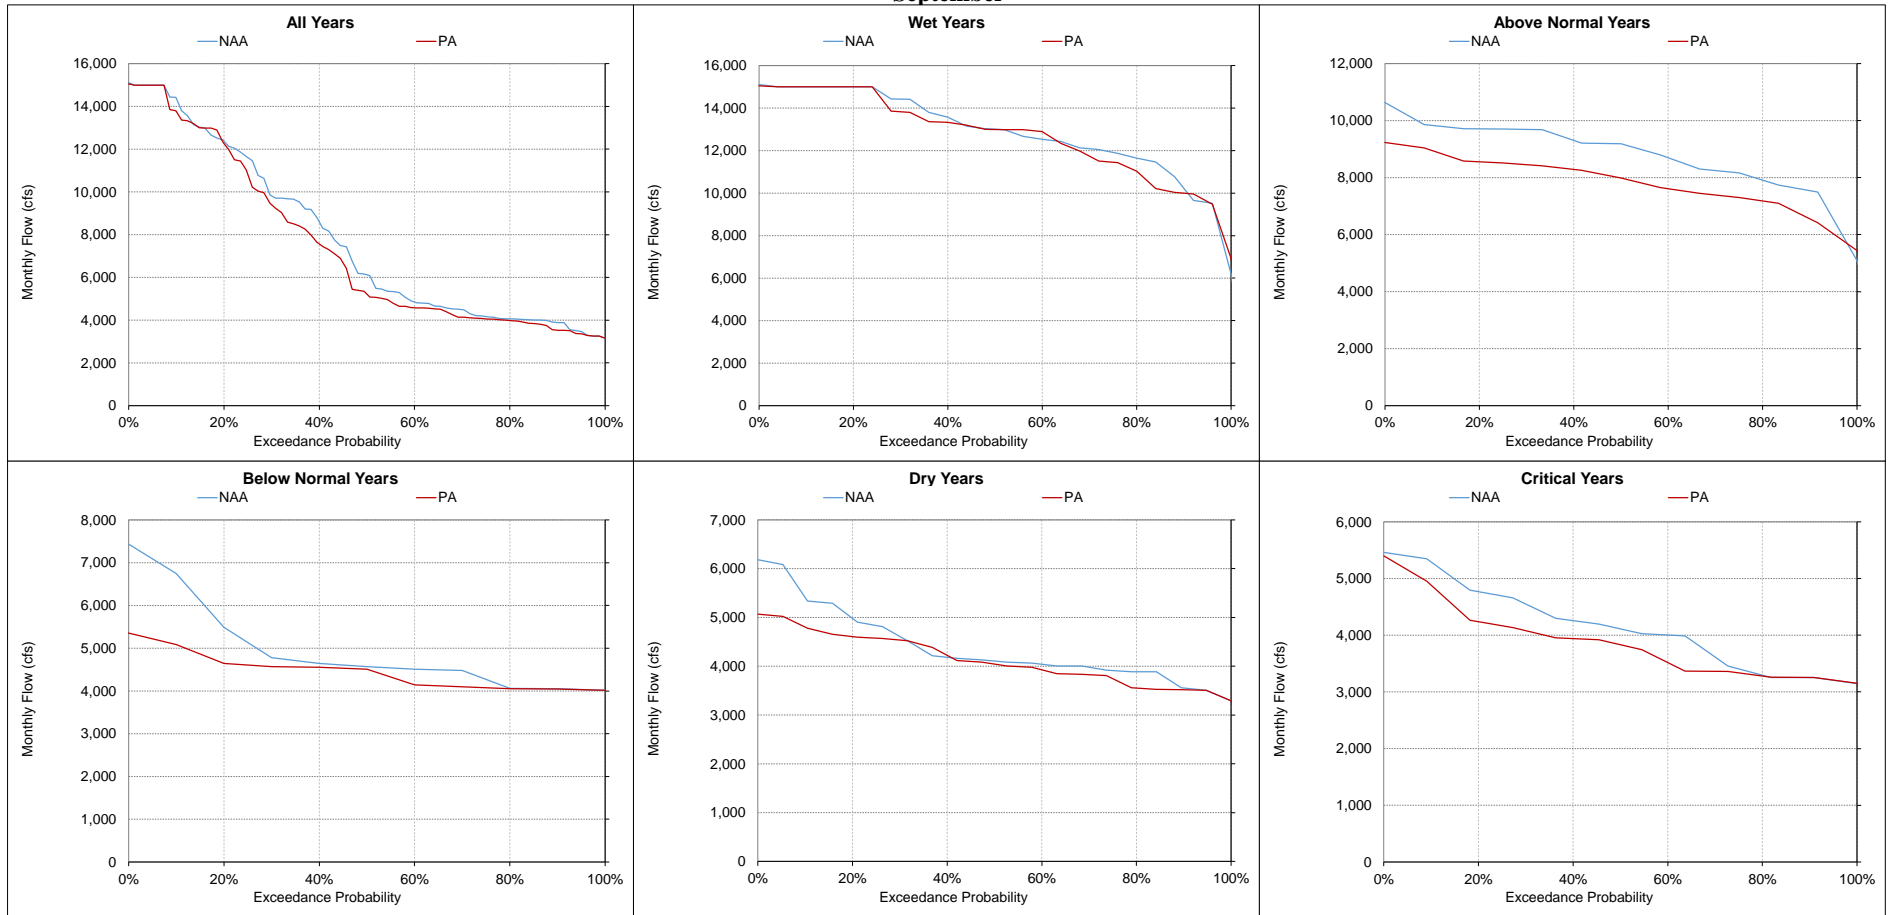 September
All Years
NAA PA
16,000
14,000
12,000
10,000
8,000
6,000
4,000
2,000
0
Monthly Flow (cfs)
0% 20% 40% 60% 80% 100%
Exceedance Probability
Wet Years
NAA PA
16,000
14,000
12,000
10,000
8,000
6,000
4,000
2,000
0
Monthly Flow (cfs)
0% 20% 40% 60% 80% 100%
Exceedance Probability
Above Normal Years
NAA PA
12,000
10,000
8,000
6,000
4,000
2,000
0
Monthly Flow (cfs)
0% 20% 40% 60% 80% 100%
Exceedance Probability
Below Normal Years
NAA PA
8,000
7,000
6,000
5,000
4,000
3,000
2,000
1,000
0
Monthly Flow (cfs)
0% 20% 40% 60% 80% 100%
Exceedance Probability
Dry Years
NAA PA
7,000
6,000
5,000
4,000
3,000
2,000
1,000
0
Monthly Flow (cfs)
0% 20% 40% 60% 80% 100%
Exceedance Probability
Critical Years
NAA PA
6,000
5,000
4,000
3,000
2,000
1,000
0
Monthly Flow (cfs)
0% 20% 40% 60% 80% 100%
Exceedance Probability